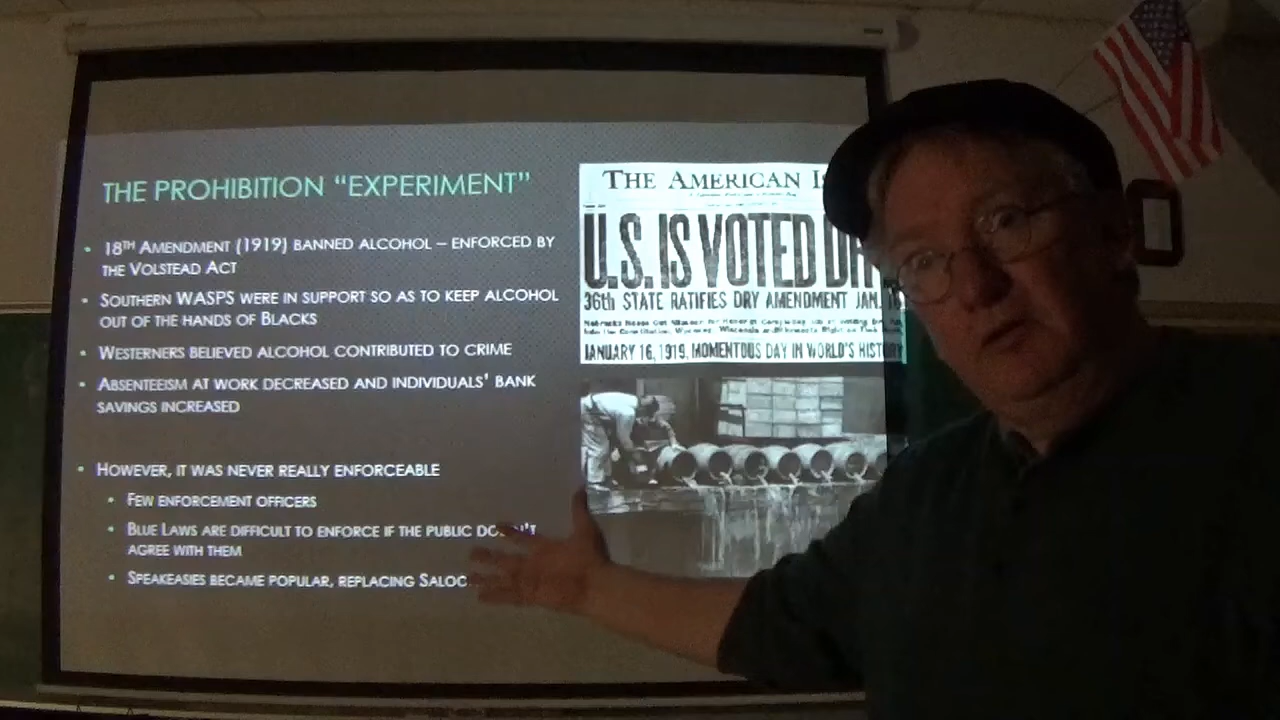 THE PROHIBITION “EXPERIMENT”
18TH AMENDMENT (1919) BANNED ALCOHOL – ENFORCED BY
THE VOLSTEAD ACT
SOUTHERN WASPS WERE IN SUPPORT SO AS TO KEEP ALCOHOL
OUT OF THE HANDS OF BLACKS
WESTERNERS BELIEVED ALCOHOL CONTRIBUTED TO CRIME
ABSENTEEISM AT WORK DECREASED AND INDIVIDUALS’ BANK
SAVINGS INCREASED
HOWEVER, IT WAS NEVER REALLY ENFORCEABLE
FEW ENFORCEMENT OFFICERS
BLUE LAWS ARE DIFFICULT TO ENFORCE IF THE PUBLIC
AGREE WITH THEM
SPEAKEASIES BECAME POPULAR, REPLACING
THE AMERICAN
U.S. IS VOTED
36th STATE RATIFIES DRY AMENDMENT JAN.
JANUARY 16, 1919, MOMENTOUS DAY IN WORLD'S HISTORY